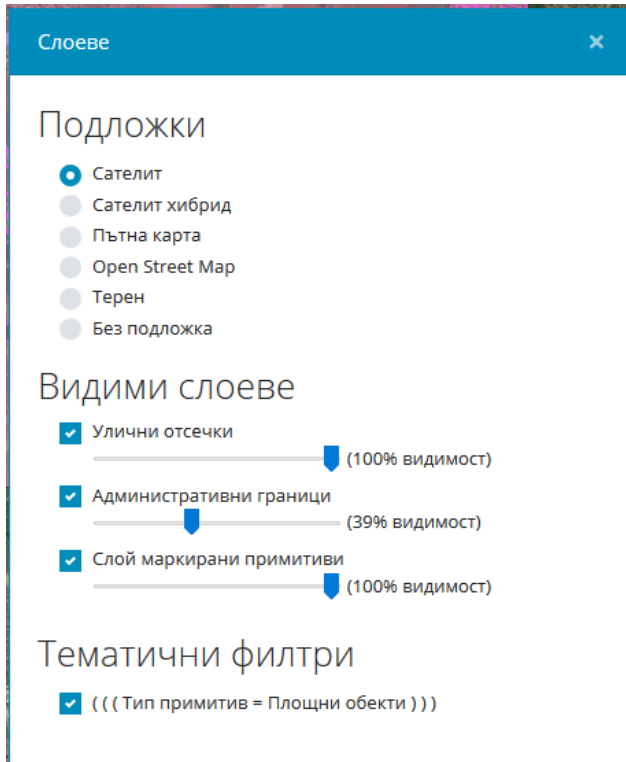 Слоеве ×
Подложки
Сателит
Сателит хибрид
Пътна карта
Open Street Map
Терен
Без подложка
Видими слоеве
Улични отсечки
(100% видимост)
Административни граници
(39% видимост)
Слой маркирани примитиви
(100% видимост)
Тематични филтри
( ( ( Тип примитив = Площни обекти ) ) )